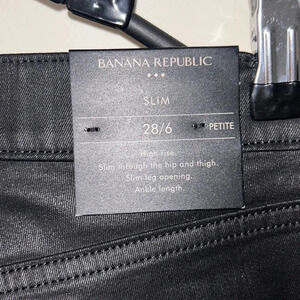 BANANA REPUBLIC
SLIM
28/6 PETITE
High rise.
Slim through the hip and thigh.
Slim leg opening.
Ankle length.